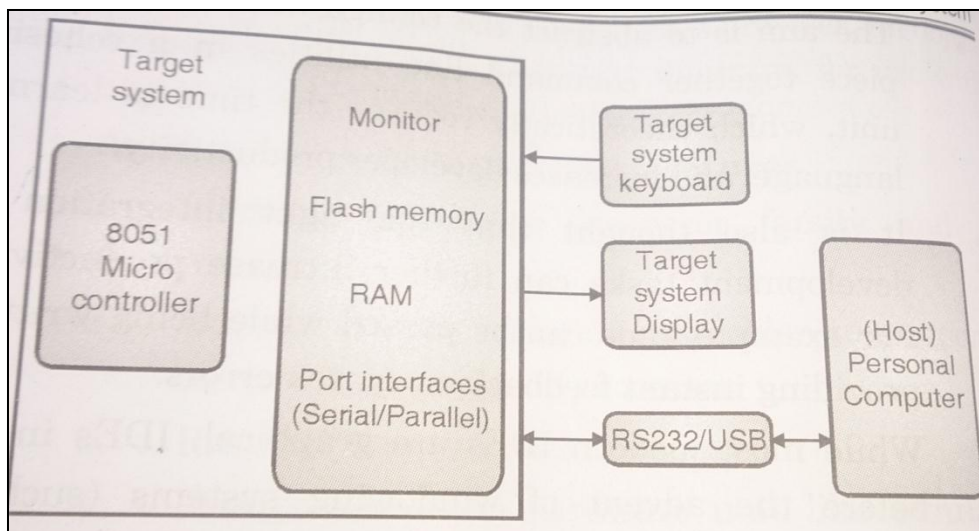 Target
system
8051
Micro
controller
Monitor
Flash memory
RAM
Port interfaces
(Serial/Parallel)
Target
system
keyboard
Target
system
Display
RS232/USB
(Host)
Personal
Computer